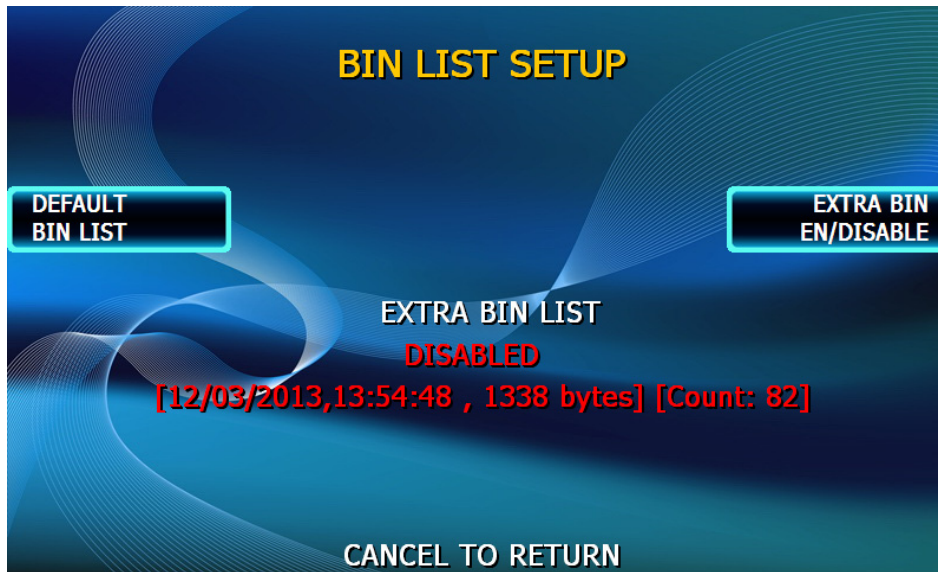 BIN LIST SETUP
DEFAULT
BIN LIST
EXTRA BIN
EN/DISABLE
EXTRA BIN LIST
DISABLED
[12/03/2013,13:54:48 , 1338 bytes] [Count: 82]
CANCEL TO RETURN